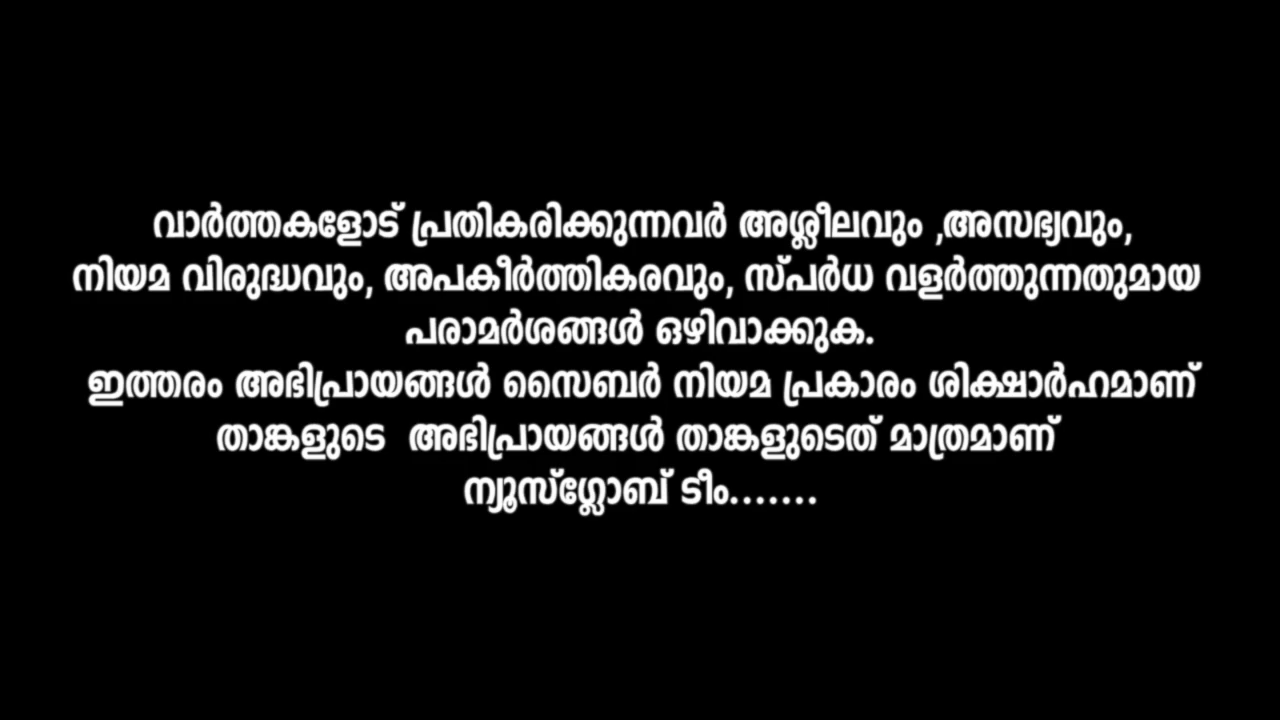 വാർത്തകളോട് പ്രതികരിക്കുന്നവർ അശ്ലീലവും ,അസഭ്യവും,
നിയമ വിരുദ്ധവും, അപകീർത്തികരവും, സ്പർധ വളർത്തുന്നതുമായ
പരാമർശങ്ങൾ ഒഴിവാക്കുക.
ഇത്തരം അഭിപ്രായങ്ങൾ സൈബർ നിയമ പ്രകാരം ശിക്ഷാർഹമാണ്
താങ്കളുടെ  അഭിപ്രായങ്ങൾ താങ്കളുടെത് മാത്രമാണ്
ന്യൂസ്ഗ്ലോബ് ടീം.......